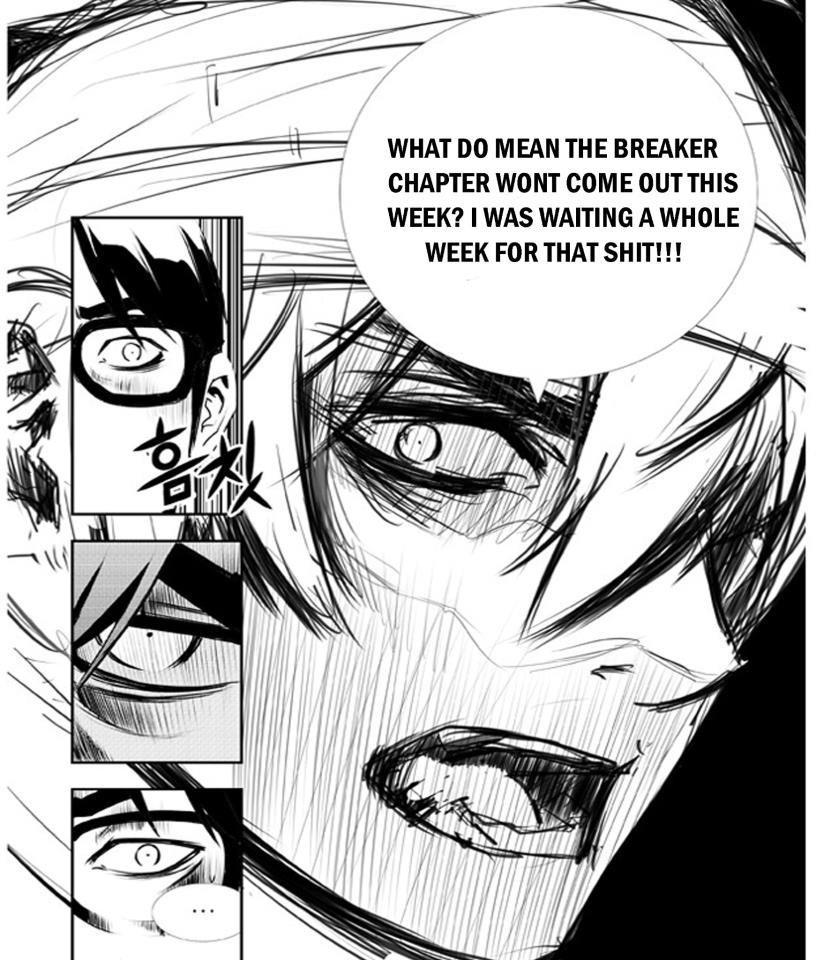 WHAT DO MEAN THE BREAKER
CHAPTER WONT COME OUT THIS
WEEK? I WAS WAITING A WHOLE
WEEK FOR THAT SHIT!!!
흠칫
...